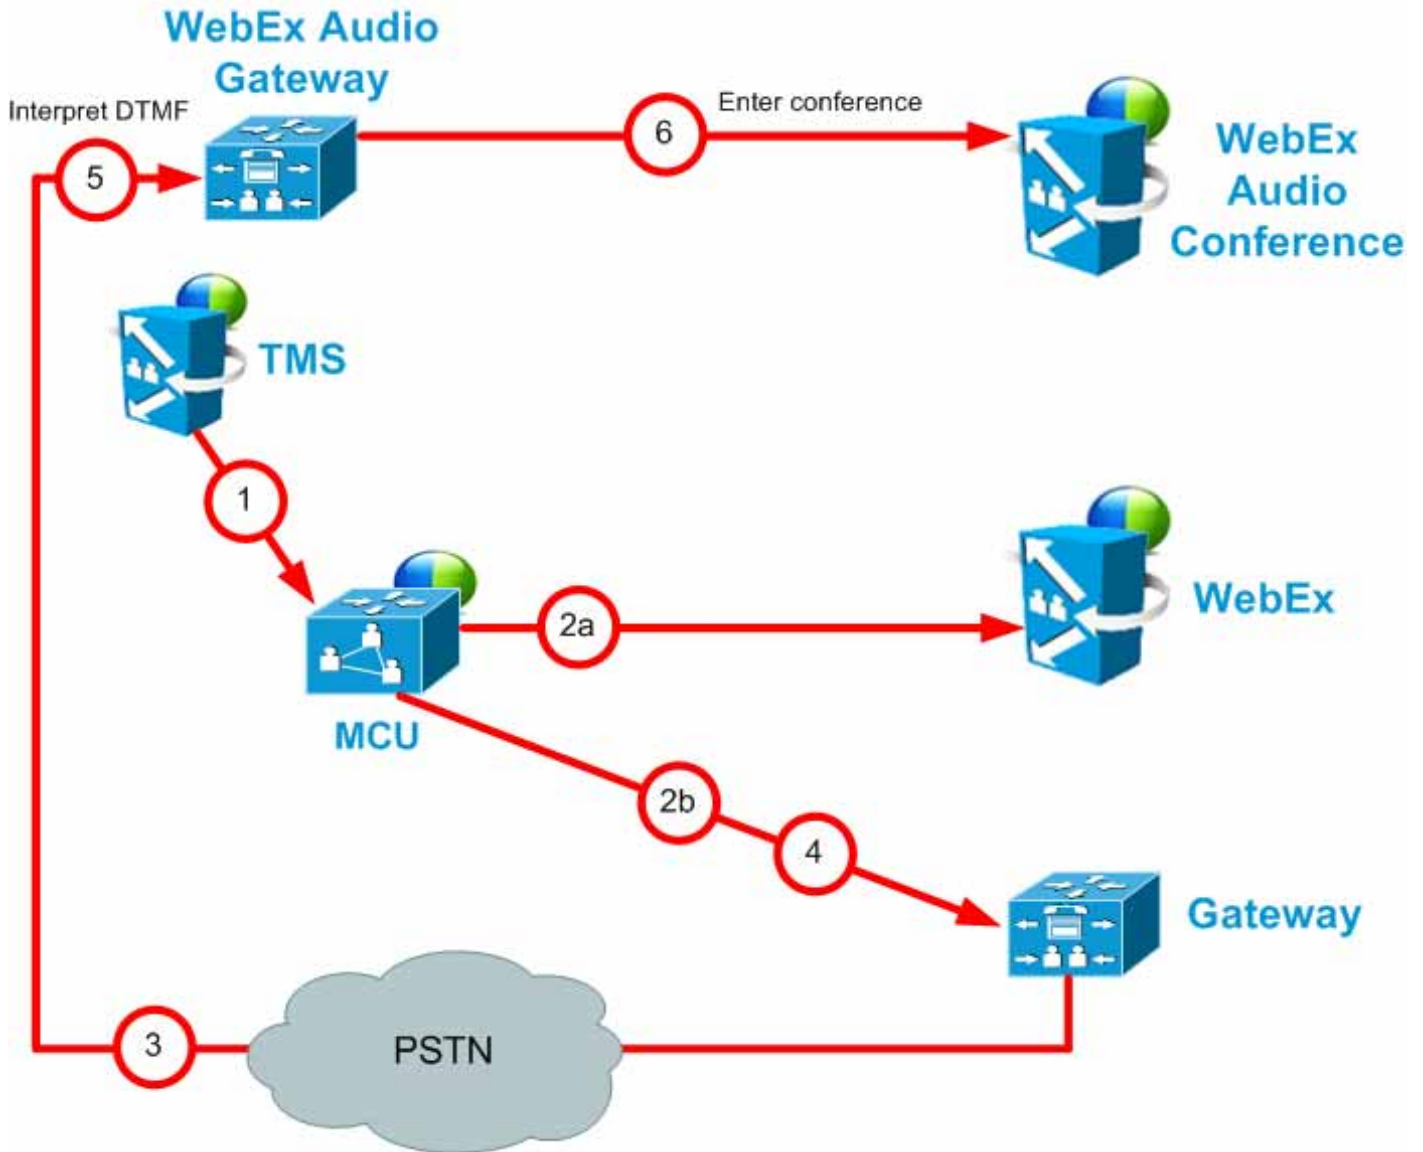 WebEx Audio
Gateway
Interpret DTMF
5
6
Enter conference
WebEx
Audio
Conference
TMS
1
2a
WebEx
MCU
2b
4
Gateway
3
PSTN